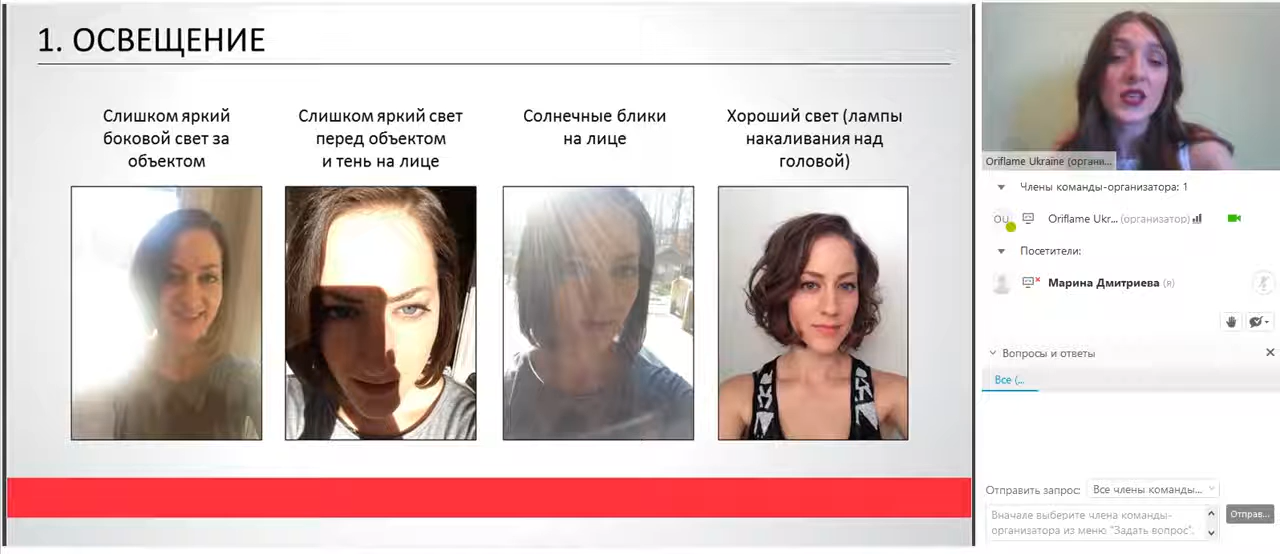 1. ОСВЕЩЕНИЕ
Слишком яркий
боковой свет за
объектом
Слишком яркий свет
перед объектом
и тень на лице
Солнечные блики
на лице
Хороший свет (лампы
накаливания над
головой)
Oriflame Ukraine (органи...
Члены команды-организатора: 1
OU
Oriflame Ukr... (организатор)
Посетители:
Марина Дмитриева (я)
Вопросы и ответы
Все (...
Отправить запрос:
Все члены команды...
Вначале выберите члена команды-
организатора из меню "Задать вопрос".
Отправ...